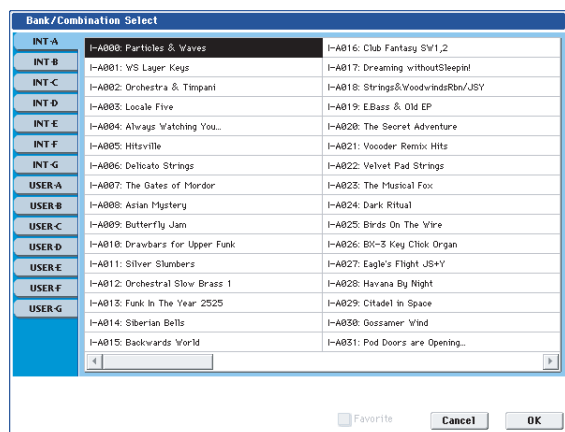 Bank/Combination Select
INT-A
INT-B
INT-C
INT-D
INT-E
INT-F
INT-G
USER-A
USER-B
USER-C
USER-D
USER-E
USER-F
USER-G
I-A000: Particles & Waves
I-A001: WS Layer Keys
I-A002: Orchestra & Timpani
I-A003: Locale Five
I-A004: Always Watching You...
I-A005: Hitsville
I-A006: Delicato Strings
I-A007: The Gates of Mordor
I-A008: Asian Mystery
I-A009: Butterfly Jam
I-A010: Drawbars for Upper Funk
I-A011: Silver Slumbers
I-A012: Orchestral Slow Brass 1
I-A013: Funk In The Year 2525
I-A014: Siberian Bells
I-A015: Backwards World
I-A016: Club Fantasy SW1,2
I-A017: Dreaming withoutSleepin!
I-A018: Strings&WoodwindsRbn/JSY
I-A019: E.Bass & Old EP
I-A020: The Secret Adventure
I-A021: Vocoder Remix Hits
I-A022: Velvet Pad Strings
I-A023: The Musical Fox
I-A024: Dark Ritual
I-A025: Birds On The Wire
I-A026: BX-3 Key Click Organ
I-A027: Eagle's Flight JS+Y
I-A028: Havana By Night
I-A029: Citadel in Space
I-A030: Gossamer Wind
I-A031: Pod Doors are Opening...
Favorite
Cancel
OK